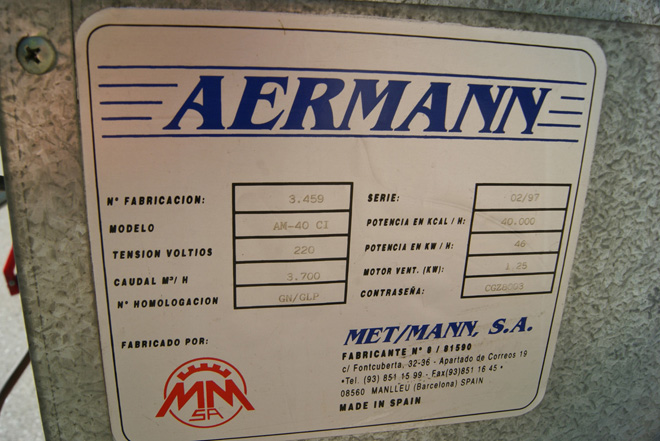 AERMANN
Nº FABRICACION: 3.459 SERIE: 02/97
MODELO AM-40 CI POTENCIA EN KCAL / H: 40.000
TENSION VOLTIOS 220 POTENCIA EN KW / H: 46
CAUDAL M³/ H 3.700 MOTOR VENT. (KW): 1.25
Nº HOMOLOGACION GN/GLP CONTRASEÑA:
FABRICADO POR: MET/MANN, S.A.
FABRICANTE Nº 8 / 81590
c/ Fontcuberta, 32-36 - Apartado de Correos 19
•Tel. (93) 851 15 99 - Fax(93)851 16 45 •
08560 MANLLEU (Barcelona) SPAIN
MADE IN SPAIN
MM
SA